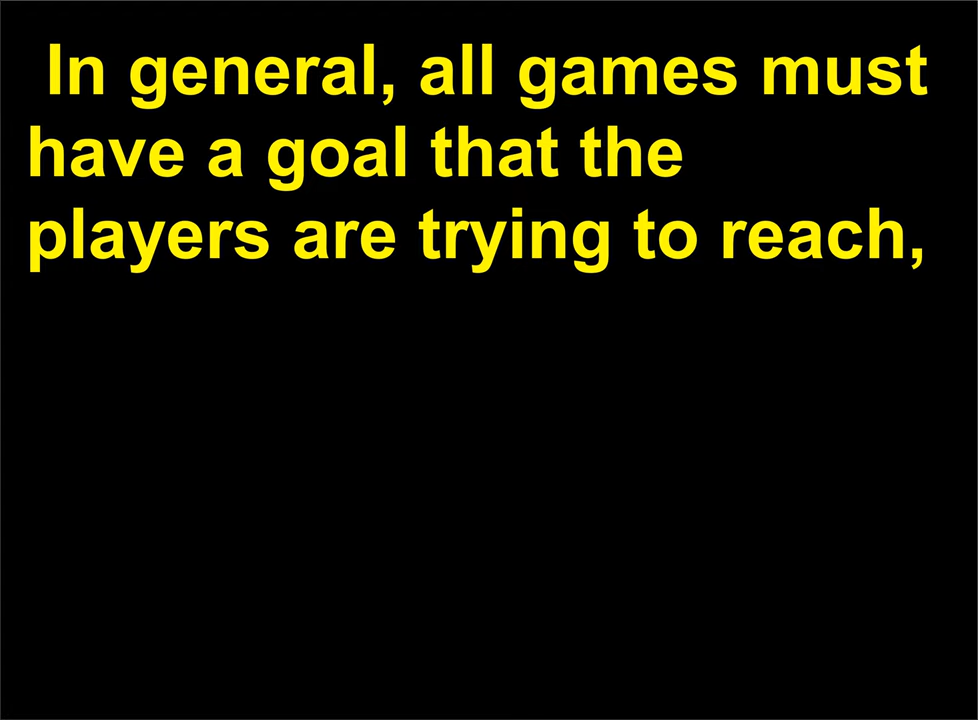 In general, all games must
have a goal that the
players are trying to reach,